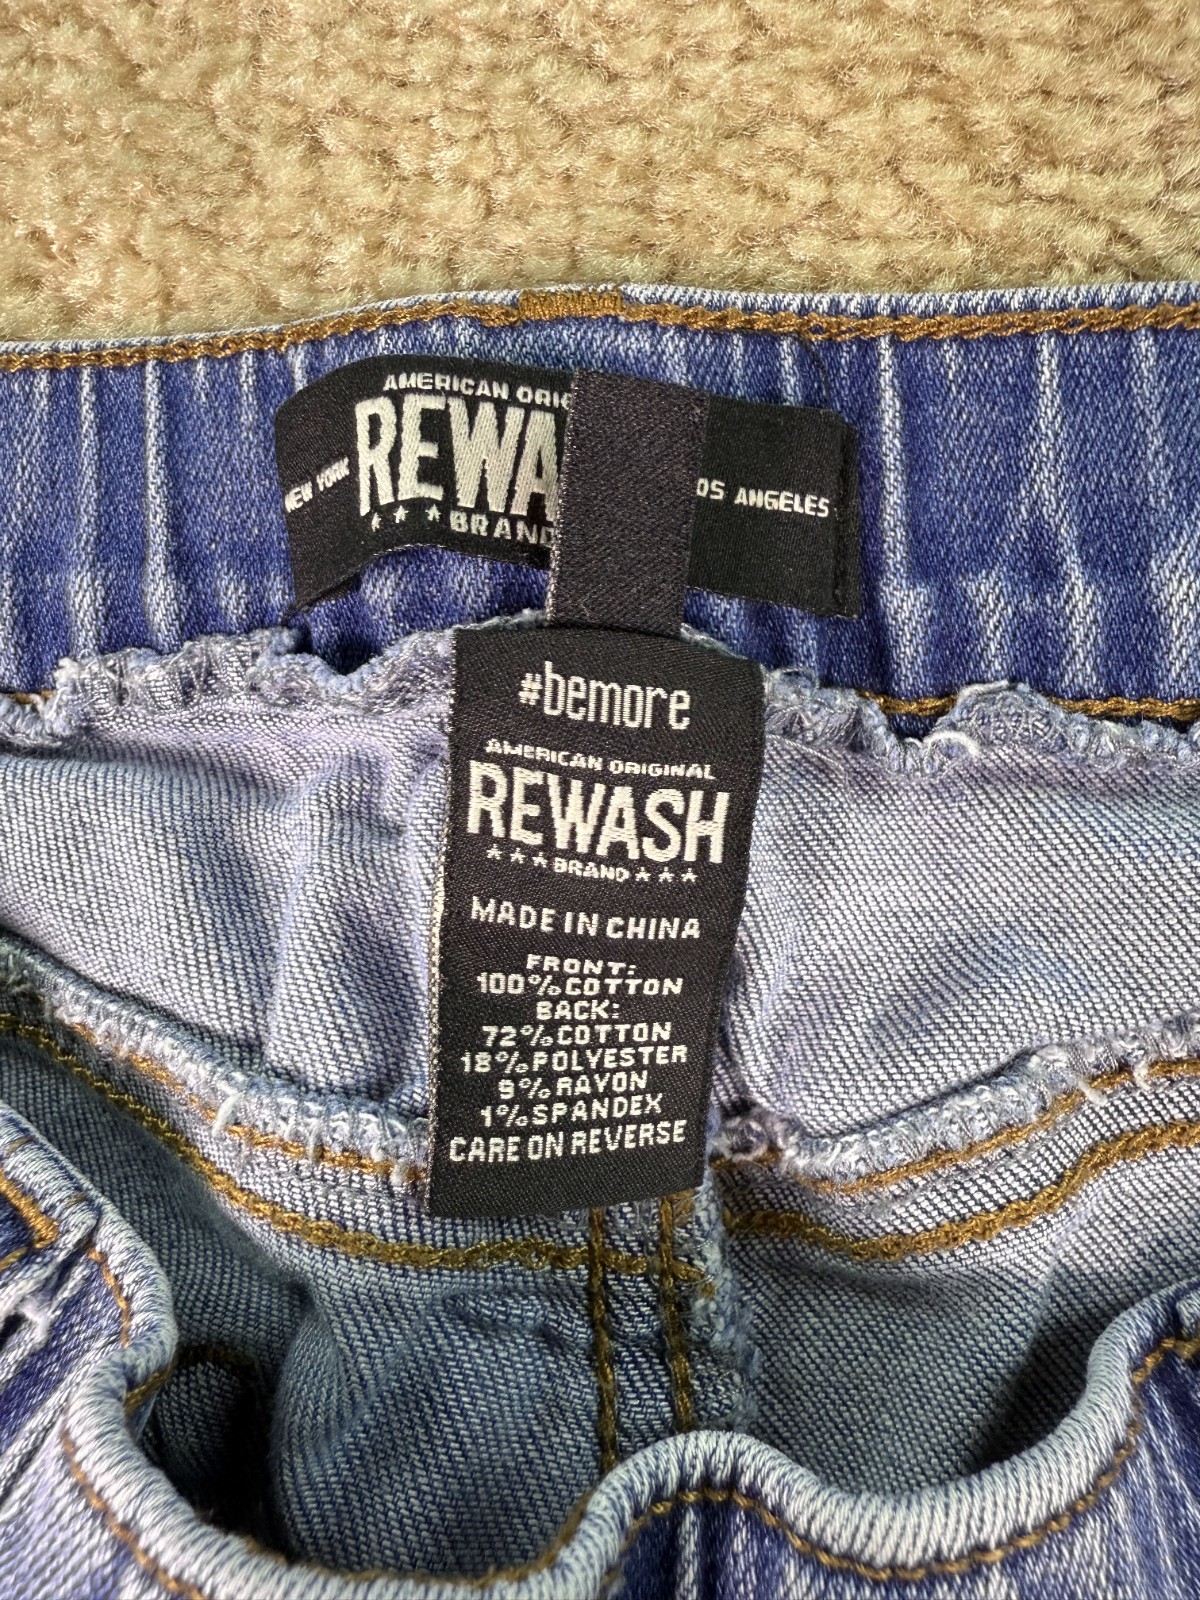 AMERICAN
REWA
NEW YORK
OS ANGELES
★ ★ ★ BRAND
#bemore
AMERICAN ORIGINAL
REWASH
★★★BRAND★★★
MADE IN CHINA
FRONT:
100%COTTON
BACK:
72%COTTON
18%POLYESTER
9%RAYON
1%SPANDEX
CARE ON REVERSE